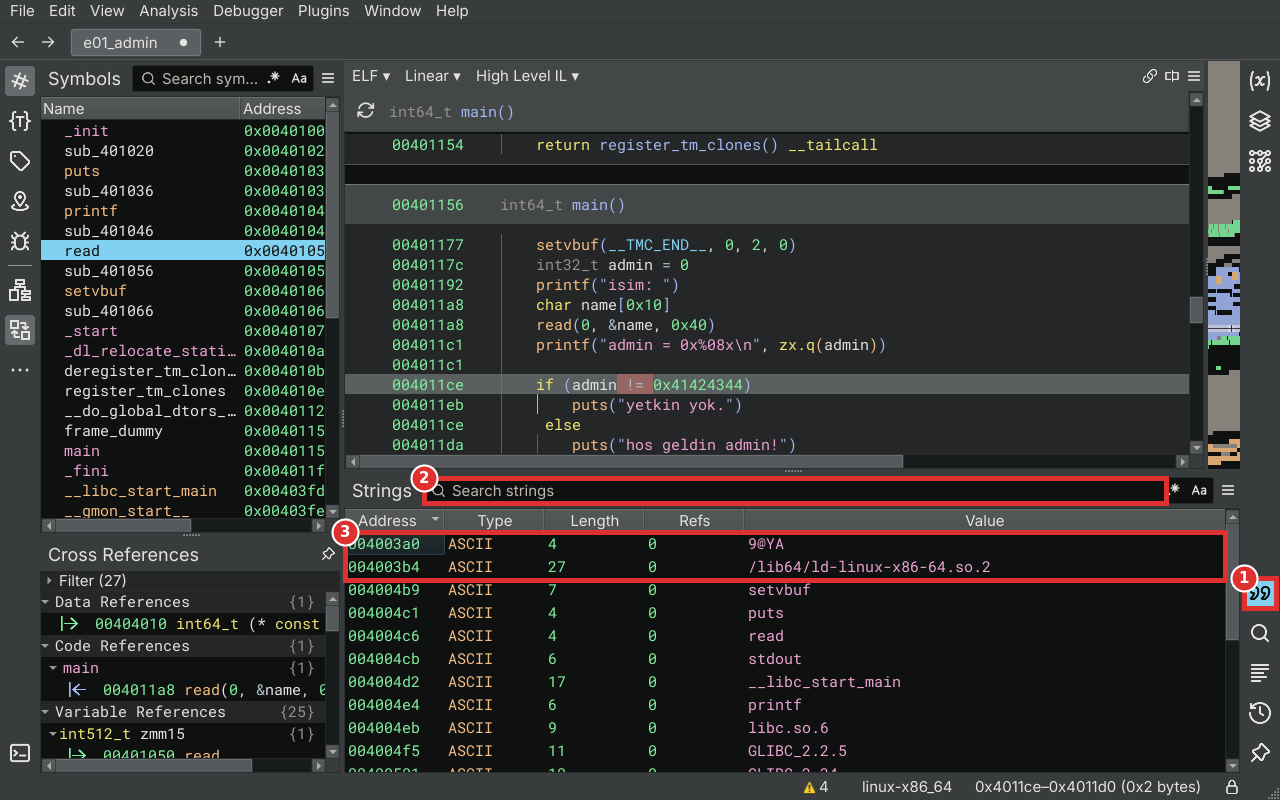 File Edit View Analysis Debugger Plugins Window Help
e01_admin
Symbols
Search sym... .* Aa
Name Address
_init 0x0040100
sub_401020 0x0040102
puts 0x0040103
sub_401036 0x0040103
printf 0x0040104
sub_401046 0x0040104
read 0x0040105
sub_401056 0x0040105
setvbuf 0x0040106
sub_401066 0x0040106
_start 0x0040107
_dl_relocate_stati… 0x004010a
deregister_tm_clon… 0x004010b
register_tm_clones 0x004010e
__do_global_dtors_… 0x0040112
frame_dummy 0x0040115
main 0x0040115
_fini 0x004011f
__libc_start_main 0x00403fd
__gmon_start__ 0x00403fe
Cross References
Filter (27)
Data References {1}
00404010 int64_t (* const
Code References {1}
main {1}
004011a8 read(0, &name, 0
Variable References {25}
int512_t zmm15 {1}
00401050 read
ELF ▾ Linear ▾ High Level IL ▾
int64_t main()
00401154 return register_tm_clones() __tailcall
00401156 int64_t main()
00401177 setvbuf(__TMC_END__, 0, 2, 0)
0040117c int32_t admin = 0
00401192 printf("isim: ")
004011a8 char name[0x10]
004011a8 read(0, &name, 0x40)
004011c1 printf("admin = 0x%08x\n", zx.q(admin))
004011c1
004011ce if (admin != 0x41424344)
004011eb puts("yetkin yok.")
004011ce else
004011da puts("hos geldin admin!")
2
Strings
Search strings
.* Aa
Address Type Length Refs Value
3
004003a0 ASCII 4 0 9@YA
004003b4 ASCII 27 0 /lib64/ld-linux-x86-64.so.2
004004b9 ASCII 7 0 setvbuf
004004c1 ASCII 4 0 puts
004004c6 ASCII 4 0 read
004004cb ASCII 6 0 stdout
004004d2 ASCII 17 0 __libc_start_main
004004e4 ASCII 6 0 printf
004004eb ASCII 9 0 libc.so.6
004004f5 ASCII 11 0 GLIBC_2.2.5
1
4 linux-x86_64 0x4011ce–0x4011d0 (0x2 bytes)